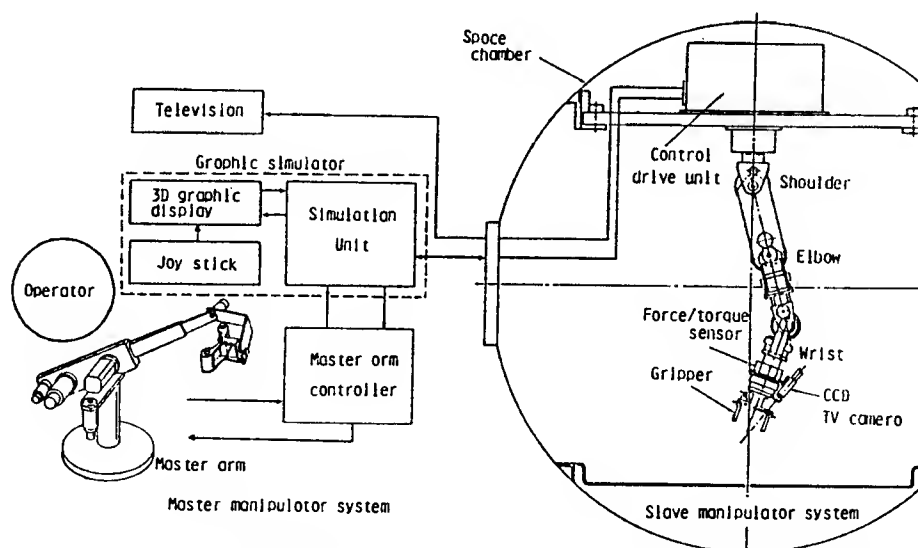 Space
chamber
Television
Graphic simulator
3D graphic
display
Simulation
Unit
Joy stick
Operator
Master arm
controller
Master arm
Master manipulator system
Control
drive unit
Shoulder
Elbow
Force/torque
sensor
Wrist
Gripper
CCD
TV camera
Slave manipulator system